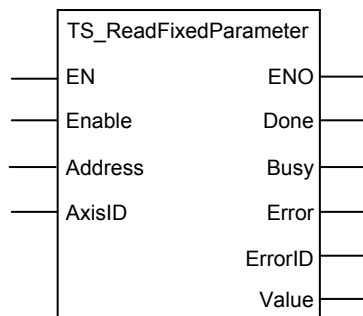 TS_ReadFixedParameter
EN ENO
Enable Done
Address Busy
AxisID Error
ErrorID
Value